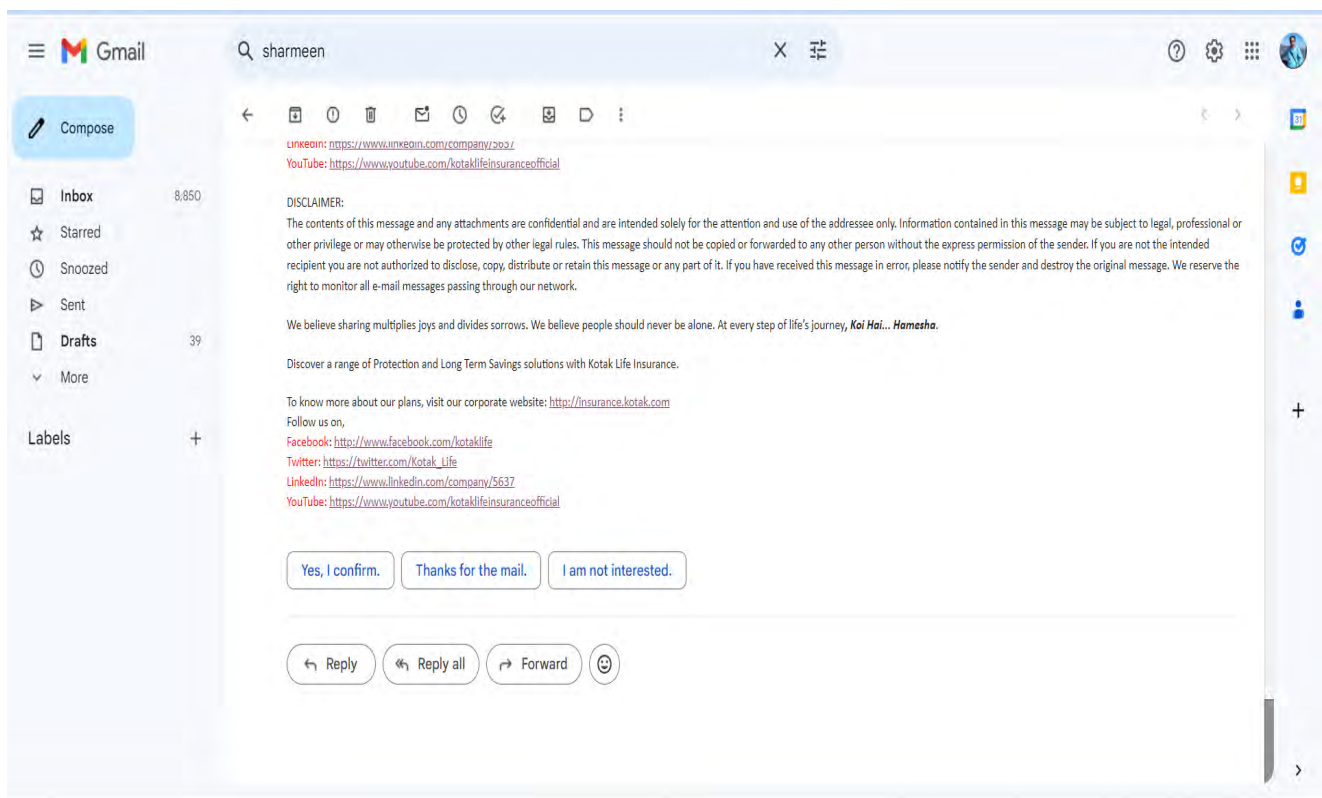 Gmail
sharmeen
Compose
Inbox 8,850
Starred
Snoozed
Sent
Drafts 39
More
Labels
LinkedIn: https://www.linkedin.com/company/5637
YouTube: https://www.youtube.com/kotaklifeinsuranceofficial
DISCLAIMER:
The contents of this message and any attachments are confidential and are intended solely for the attention and use of the addressee only. Information contained in this message may be subject to legal, professional or
other privilege or may otherwise be protected by other legal rules. This message should not be copied or forwarded to any other person without the express permission of the sender. If you are not the intended
recipient you are not authorized to disclose, copy, distribute or retain this message or any part of it. If you have received this message in error, please notify the sender and destroy the original message. We reserve the
right to monitor all e-mail messages passing through our network.
We believe sharing multiplies joys and divides sorrows. We believe people should never be alone. At every step of life's journey, Koi Hai... Hamesha.
Discover a range of Protection and Long Term Savings solutions with Kotak Life Insurance.
To know more about our plans, visit our corporate website: http://insurance.kotak.com
Follow us on,
Facebook: http://www.facebook.com/kotaklife
Twitter: https://twitter.com/Kotak_Life
LinkedIn: https://www.linkedin.com/company/5637
YouTube: https://www.youtube.com/kotaklifeinsuranceofficial
Yes, I confirm. Thanks for the mail. I am not interested.
Reply Reply all Forward
31